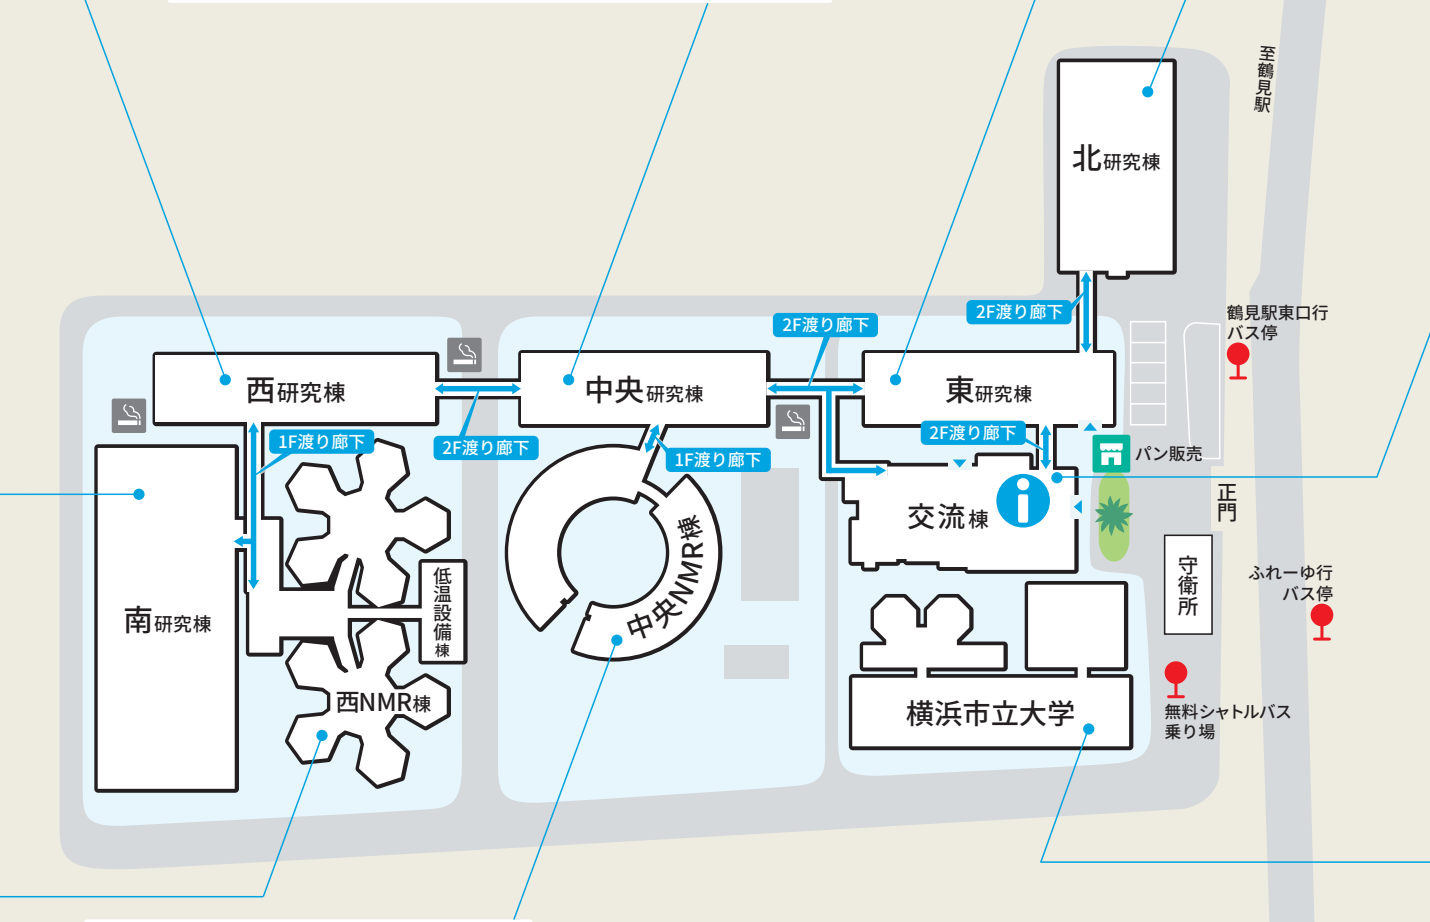 至鶴見駅
北研究棟
2F渡り廊下
鶴見駅東口行
バス停
2F渡り廊下
西研究棟
中央研究棟
東研究棟
1F渡り廊下
2F渡り廊下
1F渡り廊下
2F渡り廊下
パン販売
正門
交流棟
中央NMR棟
守衛所
ふれーゆ行
バス停
低温設備棟
南研究棟
西NMR棟
横浜市立大学
無料シャトルバス
乗り場